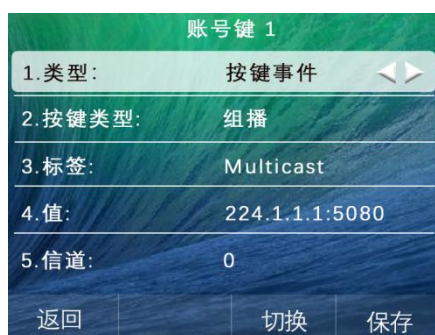 账号键 1
1.类型: 按键事件
2.按键类型: 组播
3.标签: Multicast
4.值: 224.1.1.1:5080
5.信道: 0
返回 切换 保存